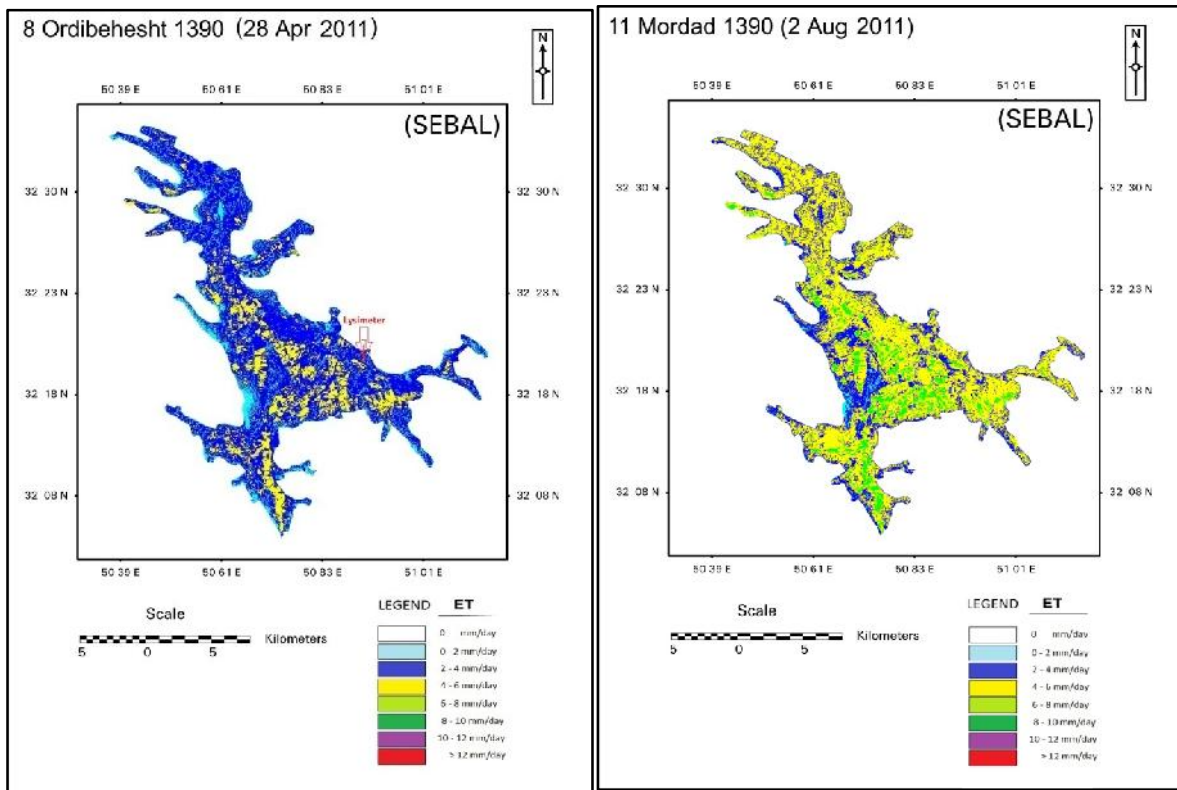 8 Ordibehesht 1390 (28 Apr 2011)
N
50 39 E 50 61 E 50 83 E 51 01 E
(SEBAL)
32 30 N 32 30 N
32 23 N 32 23 N
Lysimeter
32 18 N 32 18 N
32 08 N 32 08 N
50 39 E 50 61 E 50 83 E 51 01 E
Scale
Kilometers
5 0 5
LEGEND ET
0 mm/day
0 - 2 mm/day
2 - 4 mm/day
4 - 6 mm/day
6 - 8 mm/day
8 - 10 mm/day
10 - 12 mm/day
> 12 mm/day
11 Mordad 1390 (2 Aug 2011)
N
50 39 E 50 61 E 50 83 E 51 01 E
(SEBAL)
32 30 N 32 30 N
32 23 N 32 23 N
32 18 N 32 18 N
32 08 N 32 08 N
50 39 E 50 61 E 50 83 E 51 01 E
Scale
Kilometers
5 0 5
LEGEND ET
0 mm/day
0 - 2 mm/day
2 - 4 mm/day
4 - 6 mm/day
6 - 8 mm/day
8 - 10 mm/day
10 - 12 mm/day
> 12 mm/day